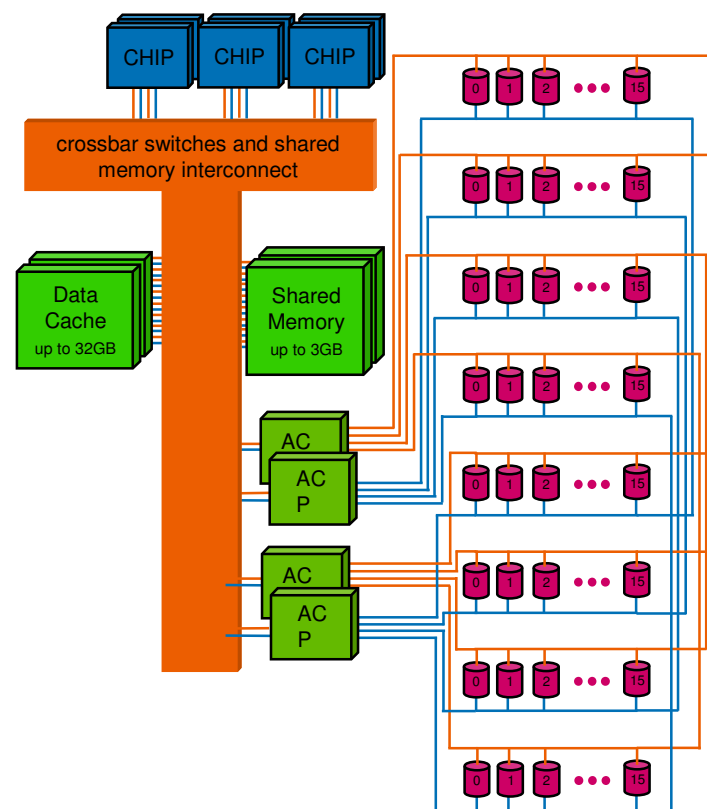 CHIP CHIP CHIP
crossbar switches and shared
memory interconnect
0 1 2 15
0 1 2 15
0 1 2 15
0 1 2 15
0 1 2 15
0 1 2 15
0 1 2 15
0 1 2 15
Data
Cache
up to 32GB
Shared
Memory
up to 3GB
AC
AC
P
AC
AC
P